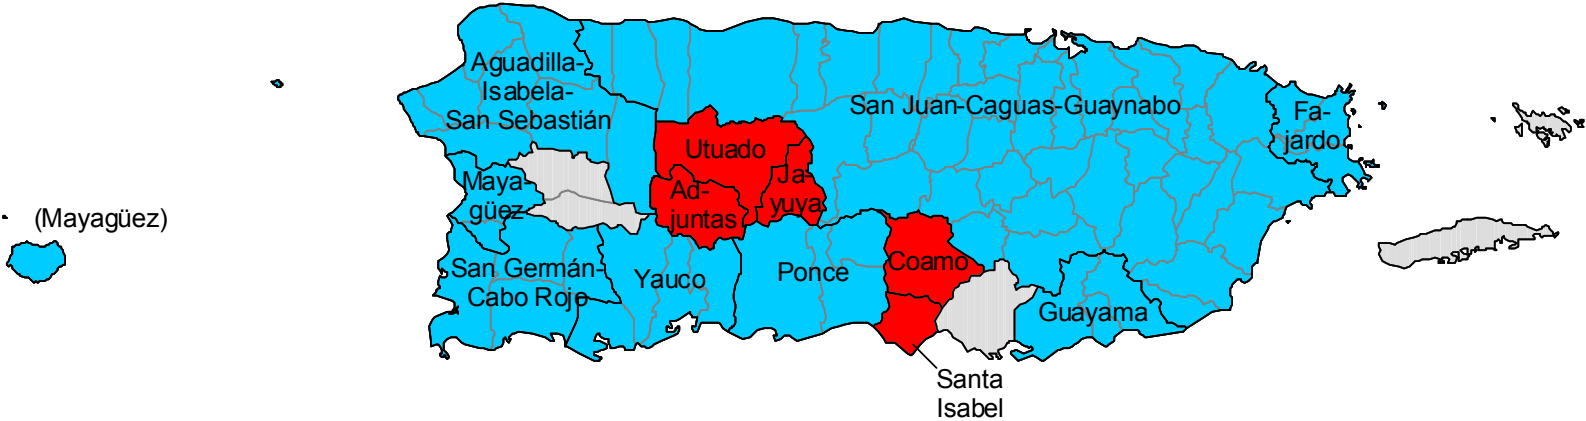 Aguadilla-
Isabela-
San Sebastián
San Juan-Caguas-Guaynabo
Fa-
jardo
Utuado
Maya-
güez
Ad-
juntas
Ja-
yuya
(Mayagüez)
San Germán-
Cabo Rojo
Yauco
Ponce
Coamo
Guayama
Santa
Isabel